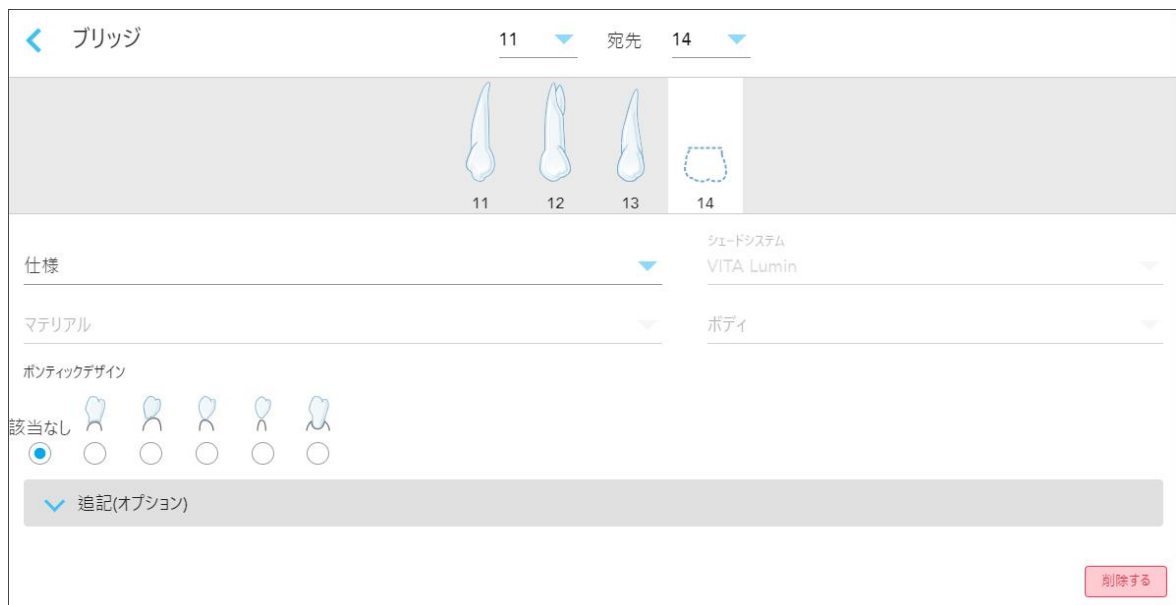 ブリッジ 11 宛先 14
11 12 13 14
シェードシステム
仕様 VITA Lumin
マテリアル ボディ
ポンティックデザイン
該当なし
追記(オプション)
削除する